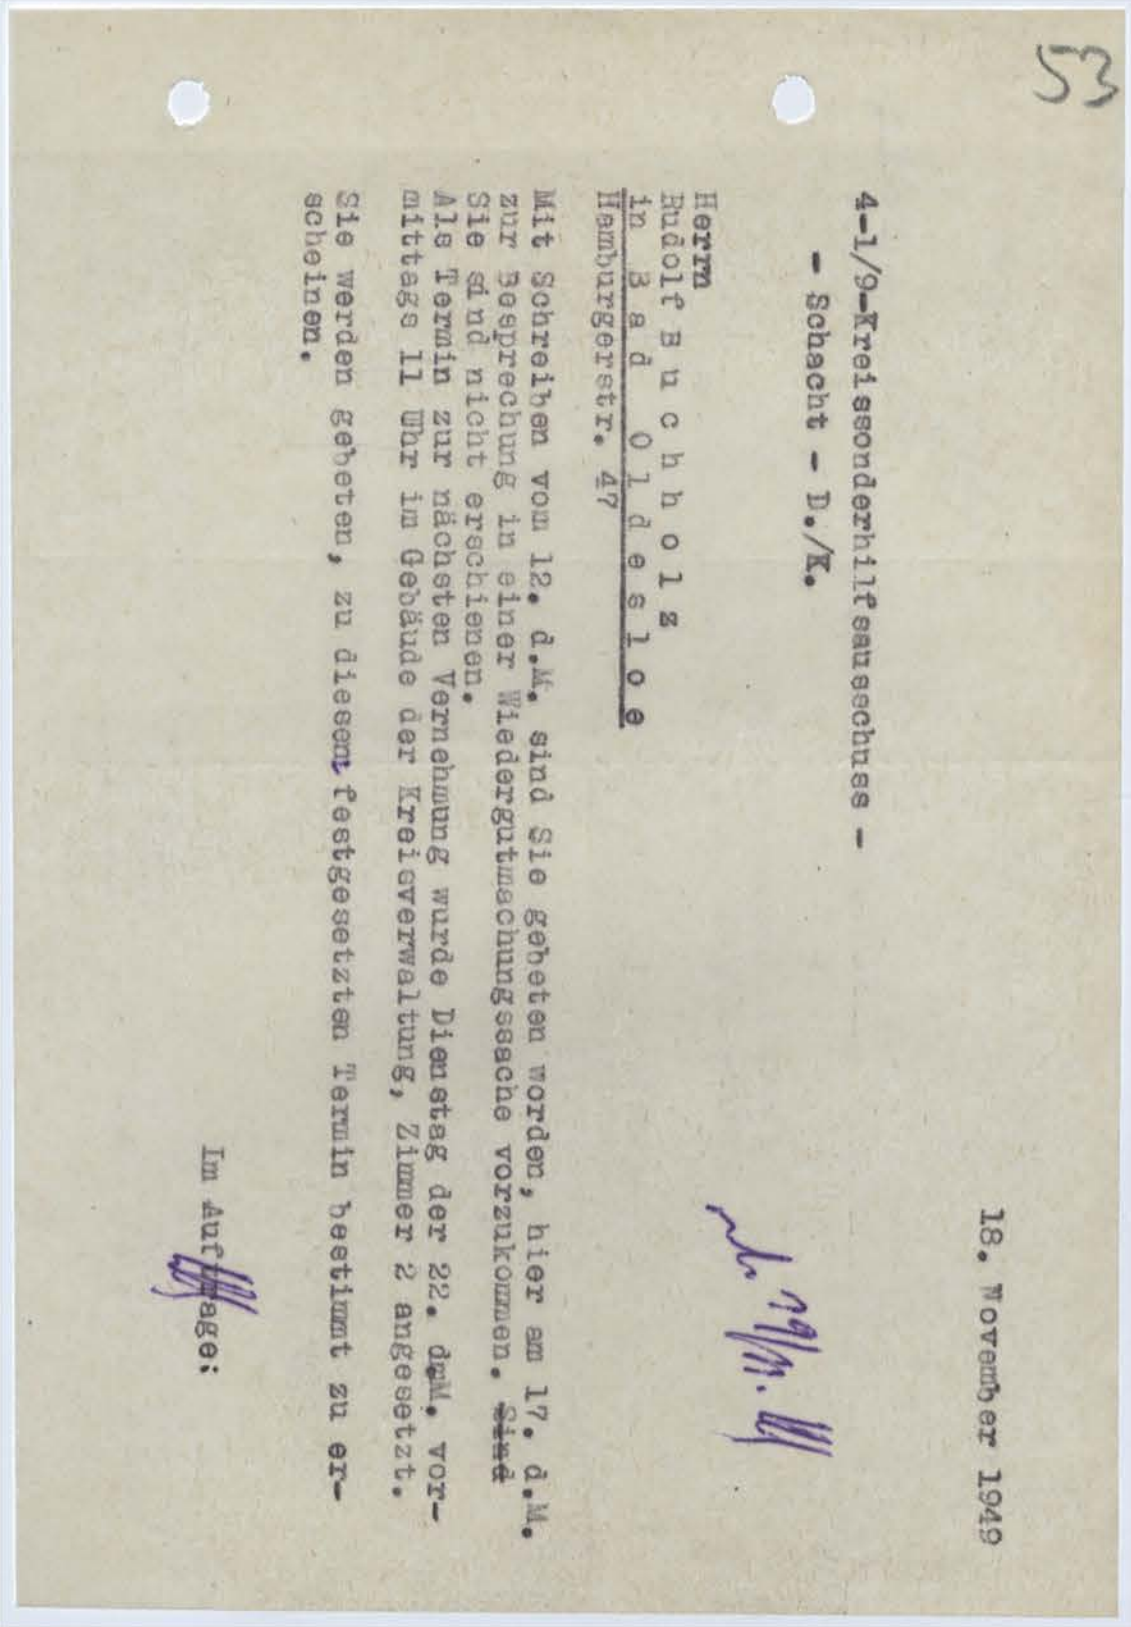 53
18. November 1949
4-1/9-Kreissonderhilfsausschuss -
- Schacht - D./K.
Herrn
Rudolf B u c h h o l z
in B a d O l d e s l o e
Hamburgerstr. 47
Mit Schreiben vom 12. d.M. sind Sie gebeten worden, hier am 17. d.M.
zur Besprechung in einer Wiedergutmachungssache vorzukommen. Sind
Sie sind nicht erschienen.
Als Termin zur nächsten Vernehmung wurde Dienstag der 22. d.M. vor-
mittags 11 Uhr im Gebäude der Kreisverwaltung, Zimmer 2 angesetzt.
Sie werden gebeten, zu diesem festgesetzten Termin bestimmt zu er-
scheinen.
Im Auftrage: